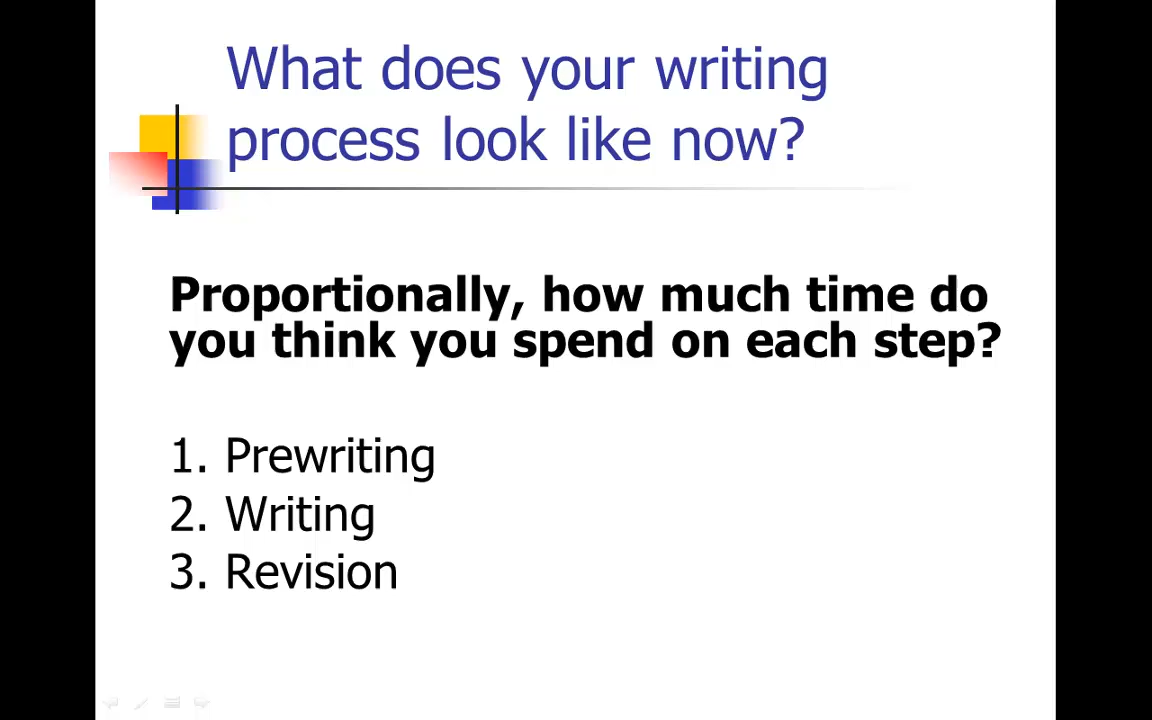 What does your writing
process look like now?
Proportionally, how much time do
you think you spend on each step?
1. Prewriting
2. Writing
3. Revision